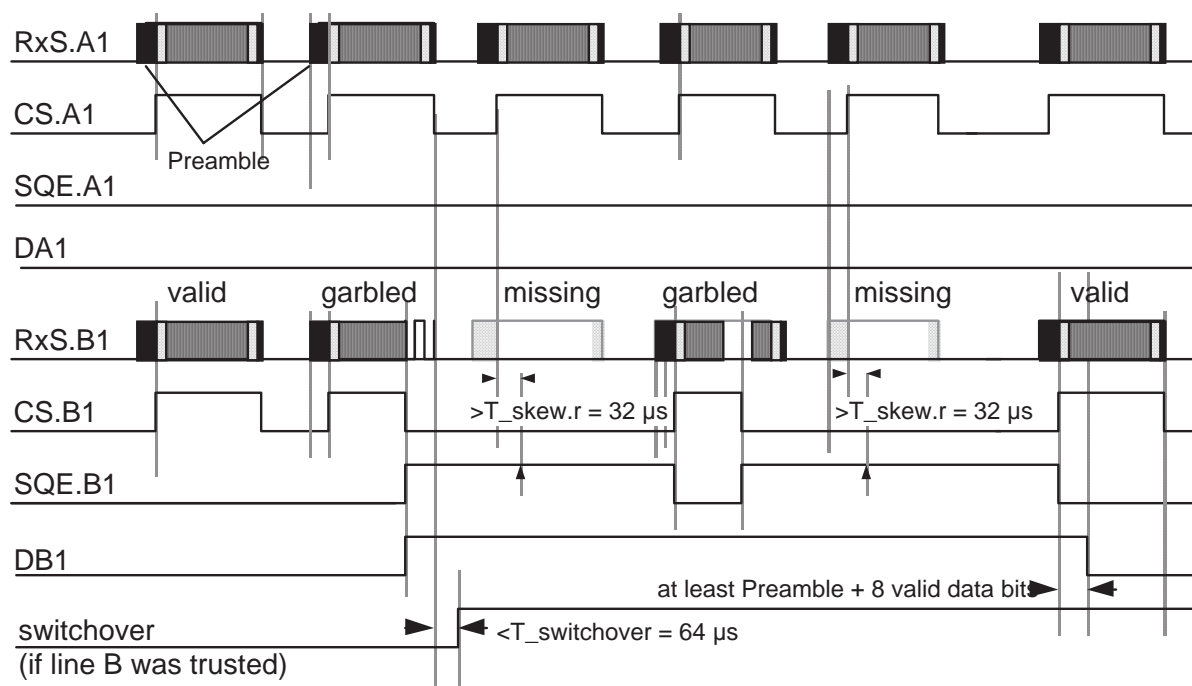 RxS.A1
CS.A1
Preamble
SQE.A1
DA1
valid garbled missing garbled missing valid
RxS.B1
>T_skew.r = 32 µs >T_skew.r = 32 µs
CS.B1
SQE.B1
DB1
at least Preamble + 8 valid data bits
switchover <T_switchover = 64 µs
(if line B was trusted)